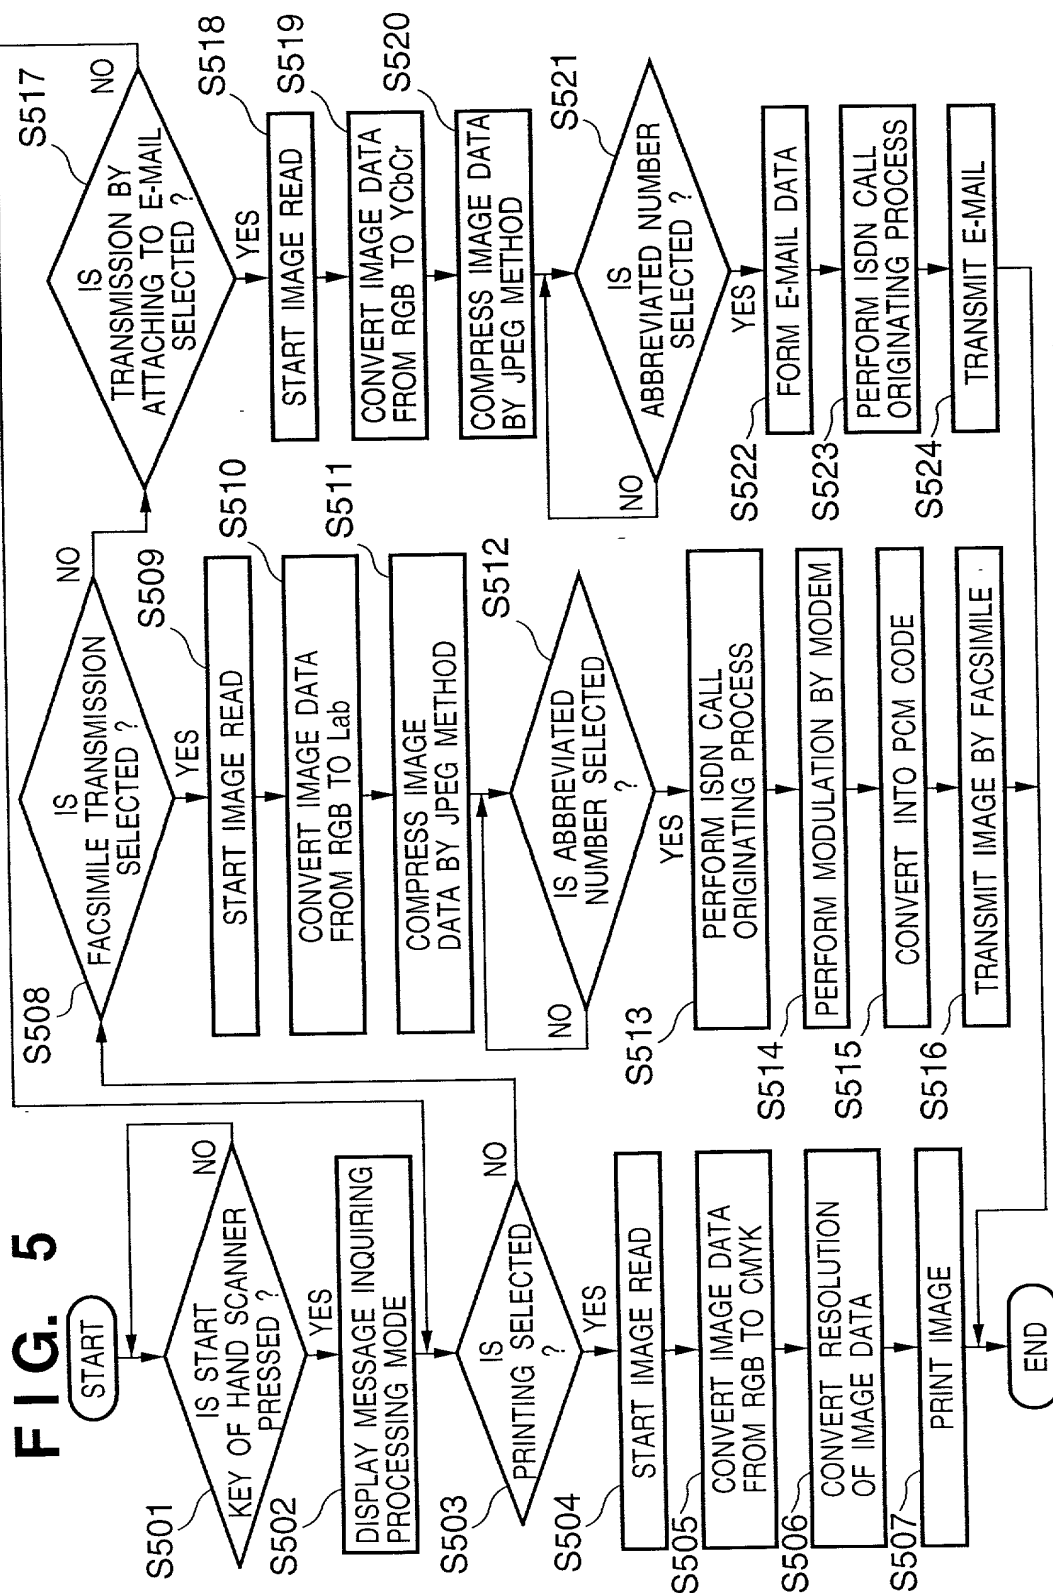 FIG. 5
START
S501
IS START
KEY OF HAND SCANNER
PRESSED ?
NO
YES
S502
DISPLAY MESSAGE INQUIRING
PROCESSING MODE
S503
IS
PRINTING SELECTED
?
NO
YES
S504
START IMAGE READ
S505
CONVERT IMAGE DATA
FROM RGB TO CMYK
S506
CONVERT RESOLUTION
OF IMAGE DATA
S507
PRINT IMAGE
END
S508
IS
FACSIMILE TRANSMISSION
SELECTED ?
NO
YES
S509
START IMAGE READ
S510
CONVERT IMAGE DATA
FROM RGB TO Lab
S511
COMPRESS IMAGE
DATA BY JPEG METHOD
S512
IS ABBREVIATED
NUMBER SELECTED
?
NO
YES
S513
PERFORM ISDN CALL
ORIGINATING PROCESS
S514
PERFORM MODULATION BY MODEM
S515
CONVERT INTO PCM CODE
S516
TRANSMIT IMAGE BY FACSIMILE
S517
IS
TRANSMISSION BY
ATTACHING TO E-MAIL
SELECTED ?
NO
YES
S518
START IMAGE READ
S519
CONVERT IMAGE DATA
FROM RGB TO YCbCr
S520
COMPRESS IMAGE DATA
BY JPEG METHOD
S521
IS
ABBREVIATED NUMBER
SELECTED ?
NO
YES
S522
FORM E-MAIL DATA
S523
PERFORM ISDN CALL
ORIGINATING PROCESS
S524
TRANSMIT E-MAIL